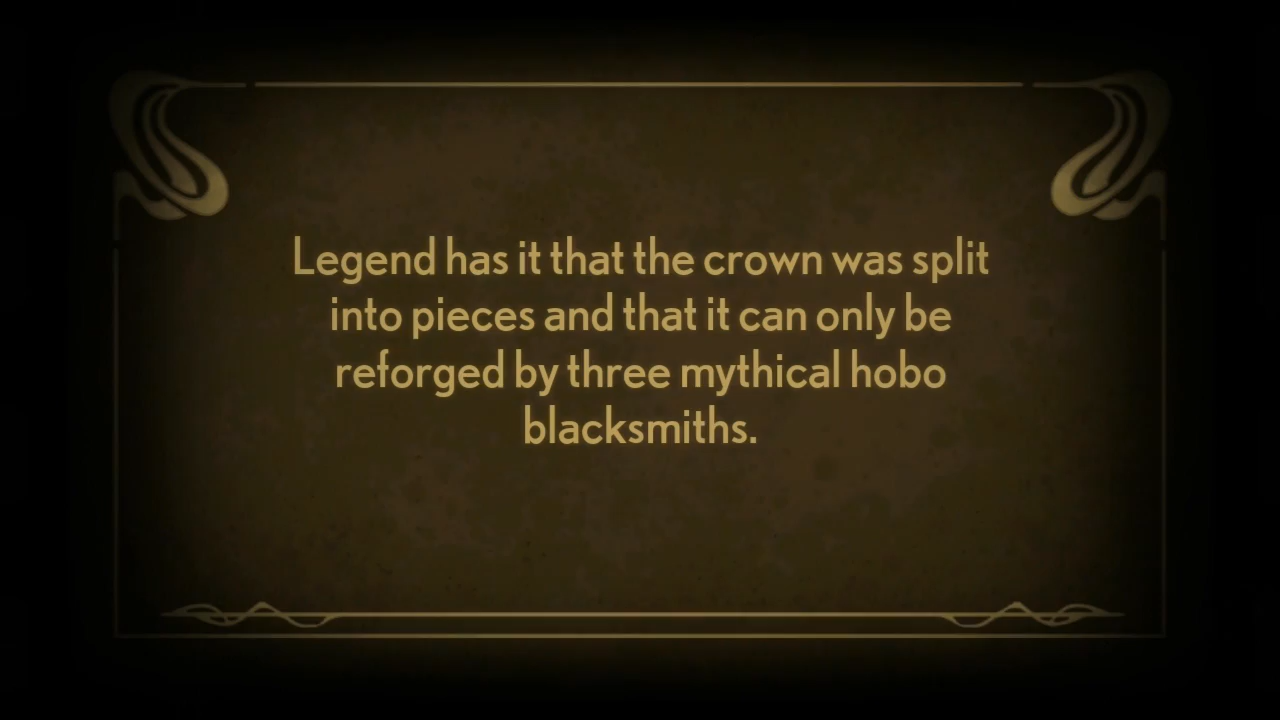 Legend has it that the crown was split
into pieces and that it can only be
reforged by three mythical hobo
blacksmiths.